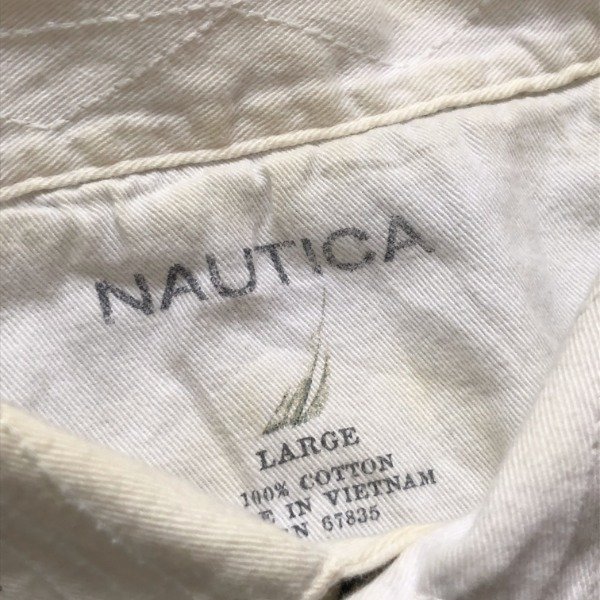 NAUTICA
LARGE
100% COTTON
E IN VIETNAM
N 67835